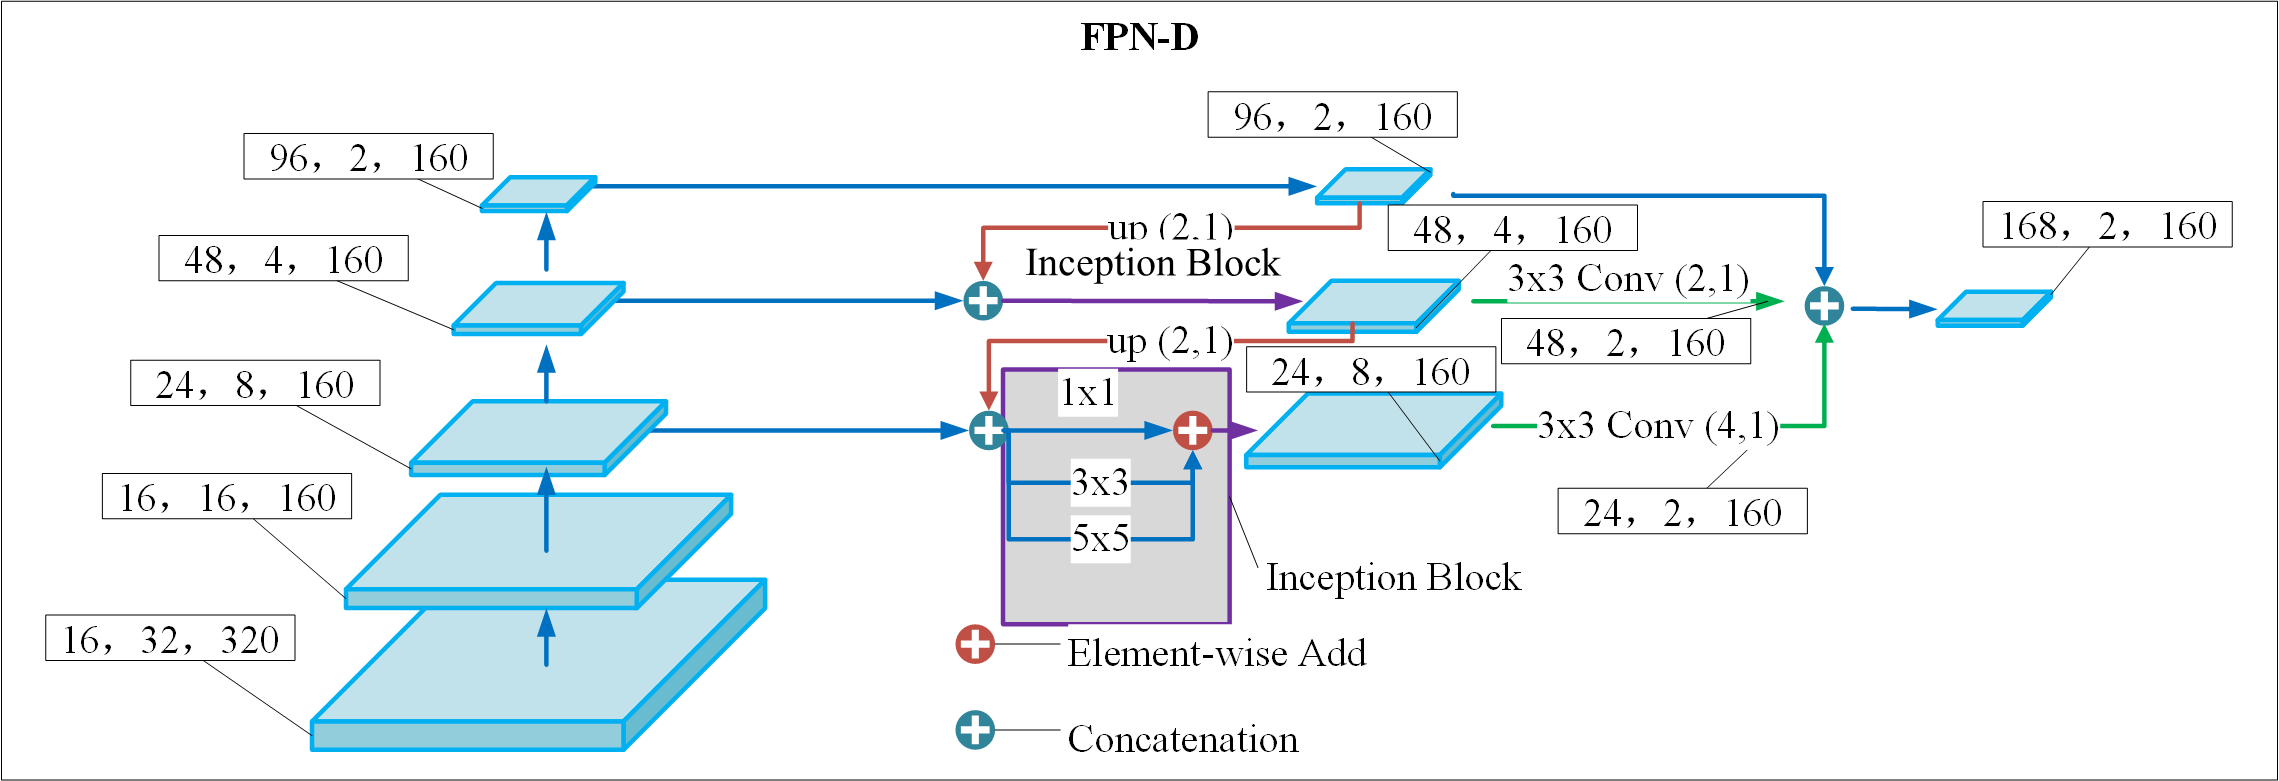 FPN-D
96，2，160
96，2，160
48，4，160
up (2,1)
48，4，160
168，2，160
Inception Block
3x3 Conv (2,1)
24，8，160
up (2,1)
48，2，160
1x1
24，8，160
3x3 Conv (4,1)
16，16，160
3x3
24，2，160
5x5
Inception Block
16，32，320
Element-wise Add
Concatenation